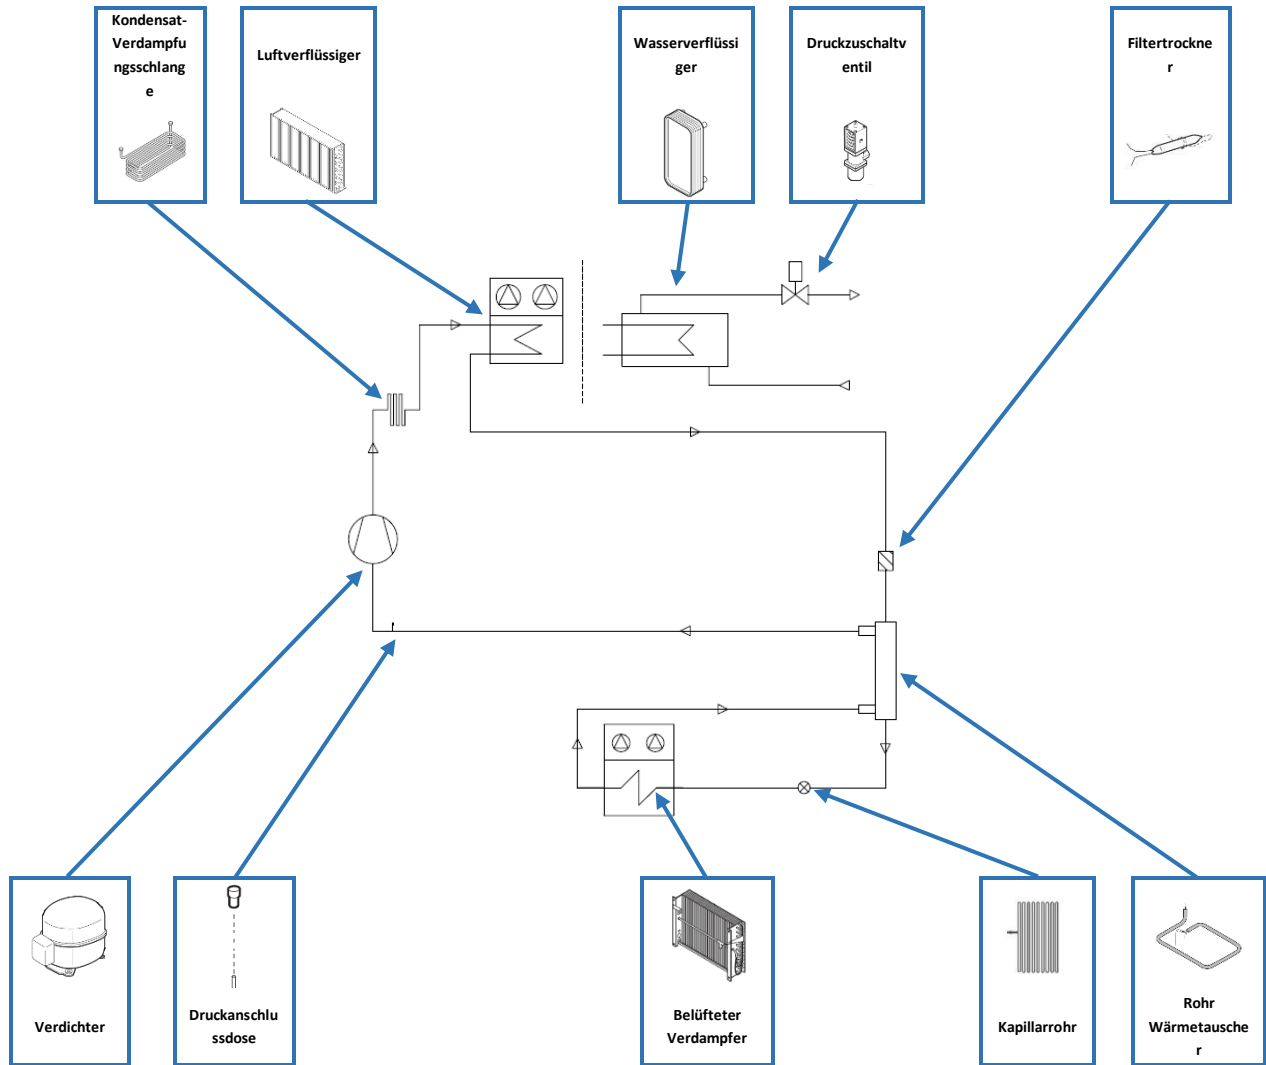 Kondensat-
Verdampfu
ngsschlang
e
Luftverflüssiger
Wasserverflüssi
ger
Druckzuschaltv
entil
Filtertrockne
r
Verdichter
Druckanschlu
ssdose
Belüfteter
Verdampfer
Kapillarrohr
Rohr
Wärmetausche
r